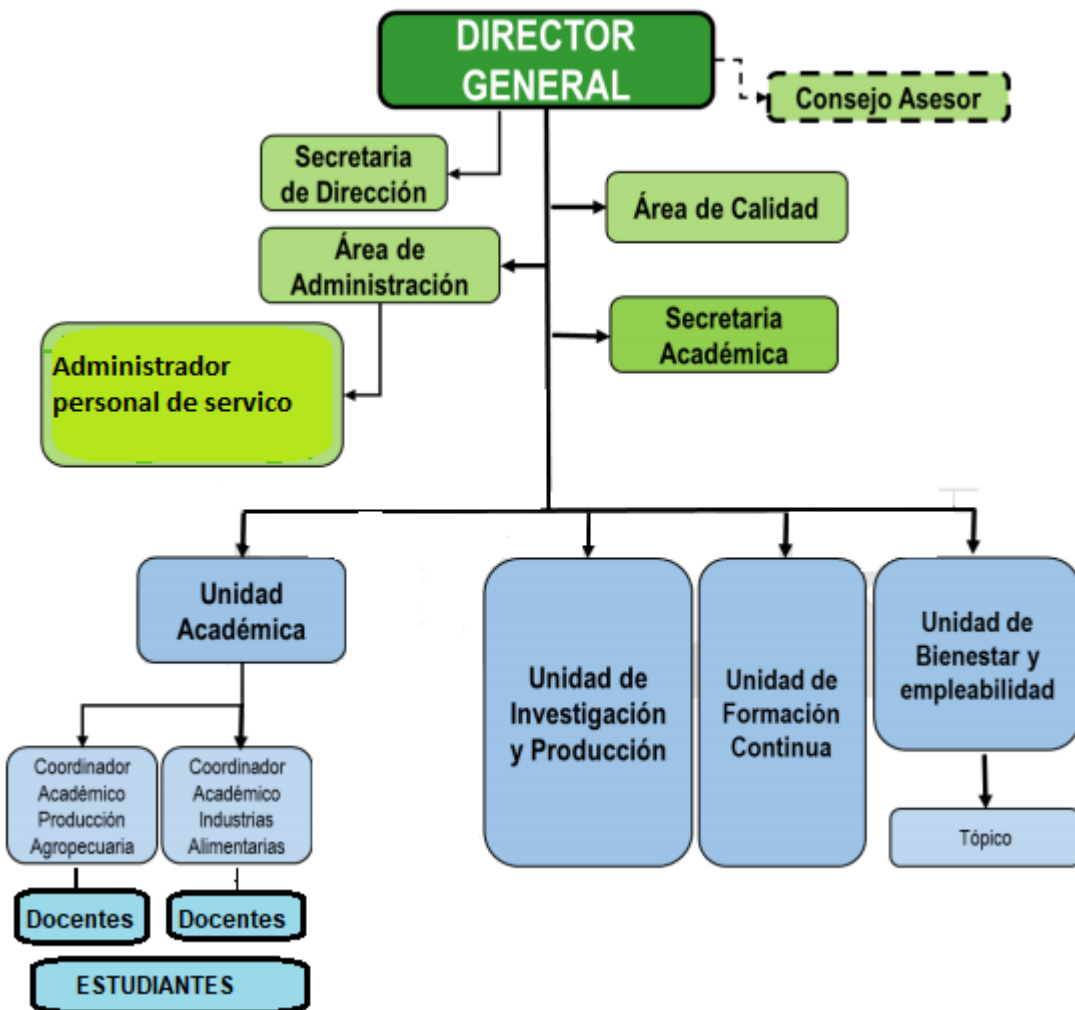 DIRECTOR
GENERAL
Consejo Asesor
Secretaria
de Dirección
Área de Calidad
Área de
Administración
Secretaria
Académica
Administrador
personal de servico
Unidad
Académica
Unidad de
Investigación
y Producción
Unidad de
Formación
Continua
Unidad de
Bienestar y
empleabilidad
Coordinador
Académico
Producción
Agropecuaria
Coordinador
Académico
Industrias
Alimentarias
Tópico
Docentes
Docentes
ESTUDIANTES